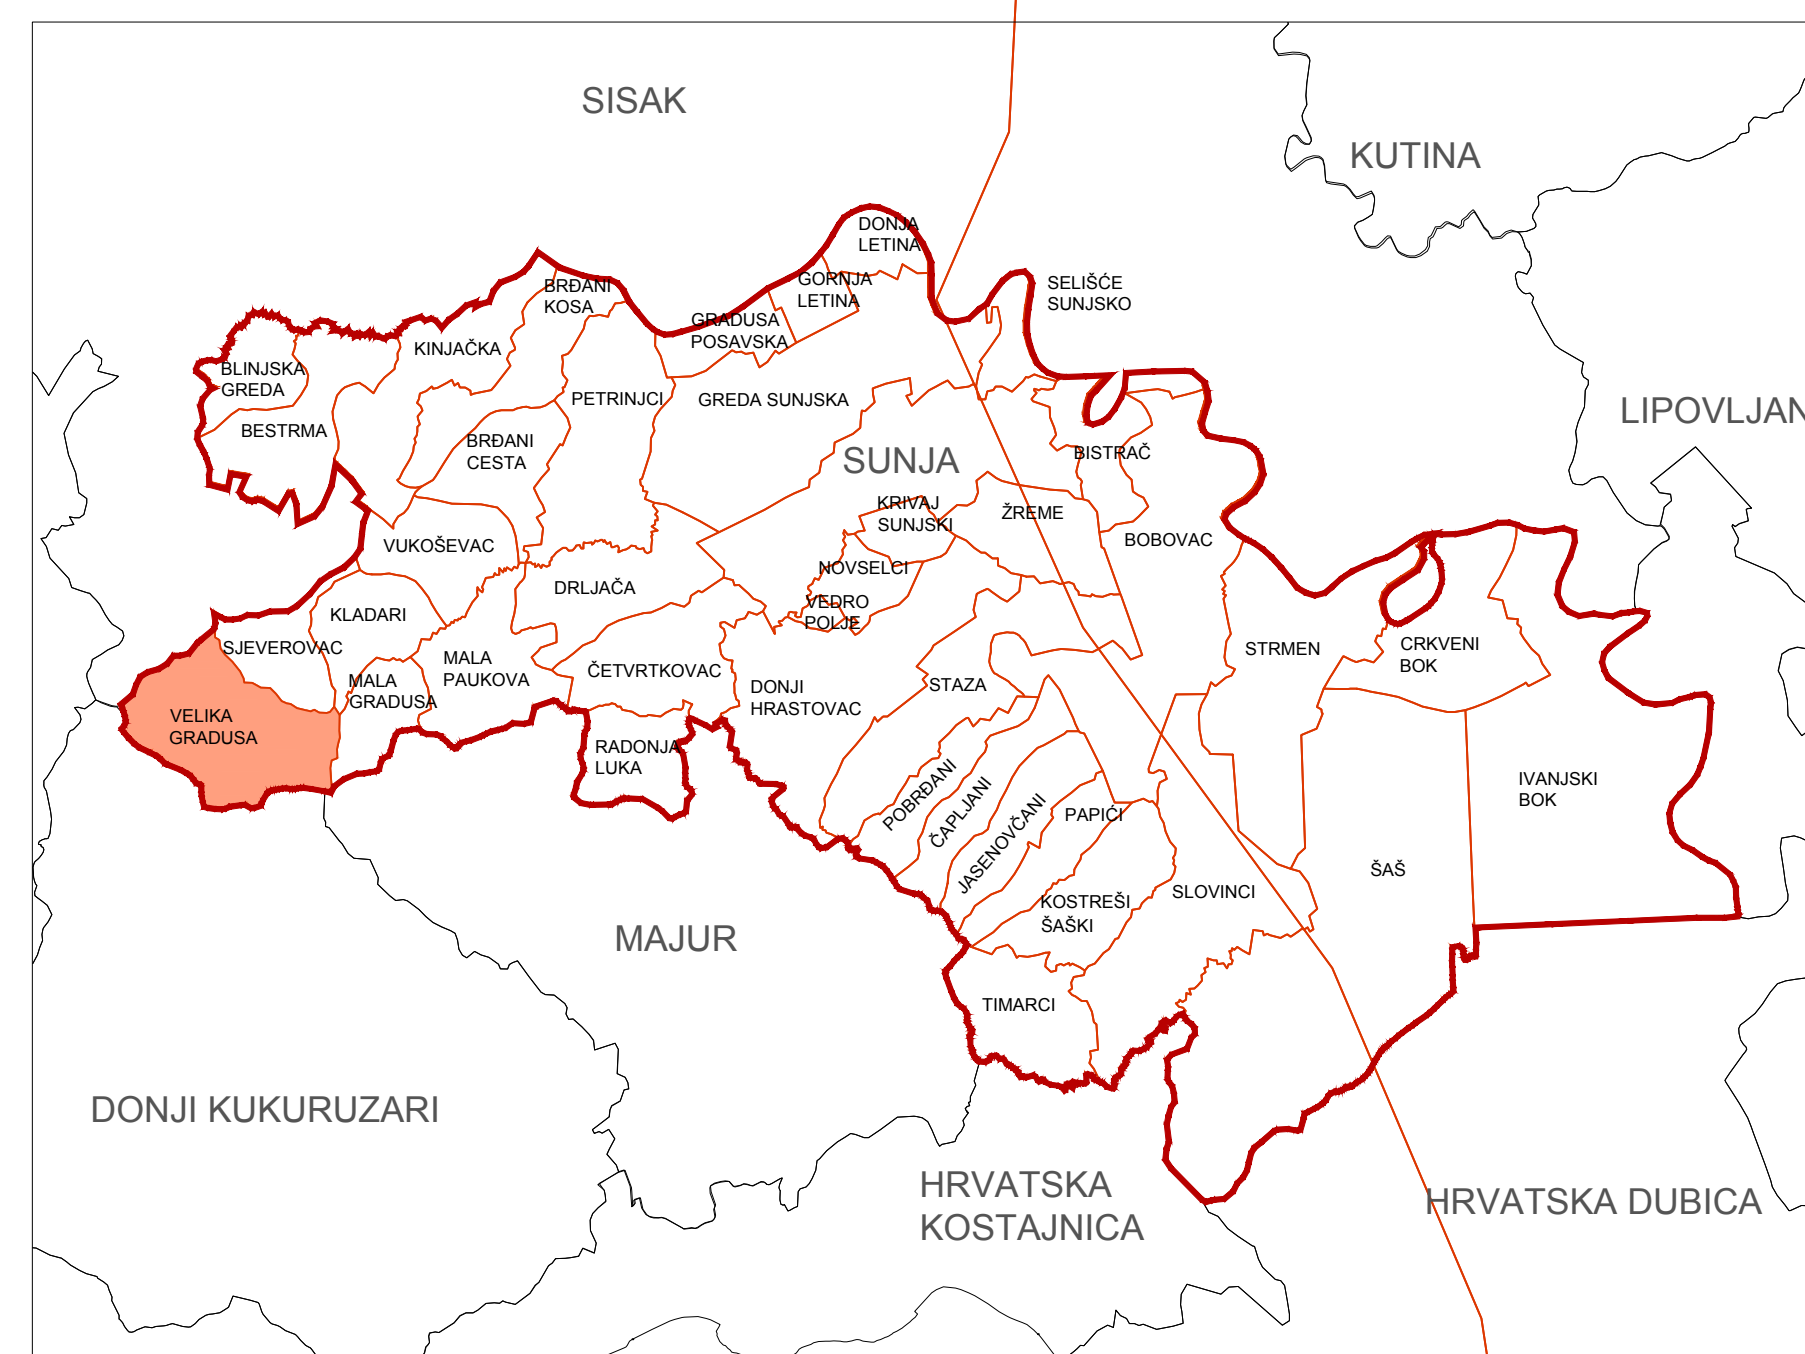 SISAK
KUTINA
DONJA
LETINA
GORNJA
LETINA
SELIŠĆE
SUNJSKO
BRĐANI
KOSA
GRADUSA
POSAVSKA
KINJAČKA
BLINJSKA
GREDA
PETRINJCI
GREDA SUNJSKA
LIPOVLJAN
BESTRMA
BRĐANI
CESTA
SUNJA
BISTRAČ
KRIVAJ
SUNJSKI
ŽREME
BOBOVAC
VUKOŠEVAC
NOVSELCI
DRLJAČA
VEDRO
POLJE
KLADARI
SJEVEROVAC
MALA
PAUKOVA
ČETVRTKOVAC
STRMEN
CRKVENI
BOK
MALA
GRADUSA
DONJI
HRASTOVAC
STAZA
VELIKA
GRADUSA
RADONJA
LUKA
IVANJSKI
BOK
POBRĐANI
ČAPLJANI
JASENOVČANI
PAPIĆI
ŠAŠ
KOSTREŠI
ŠAŠKI
SLOVINCI
MAJUR
TIMARCI
DONJI KUKURUZARI
HRVATSKA
KOSTAJNICA
HRVATSKA DUBICA